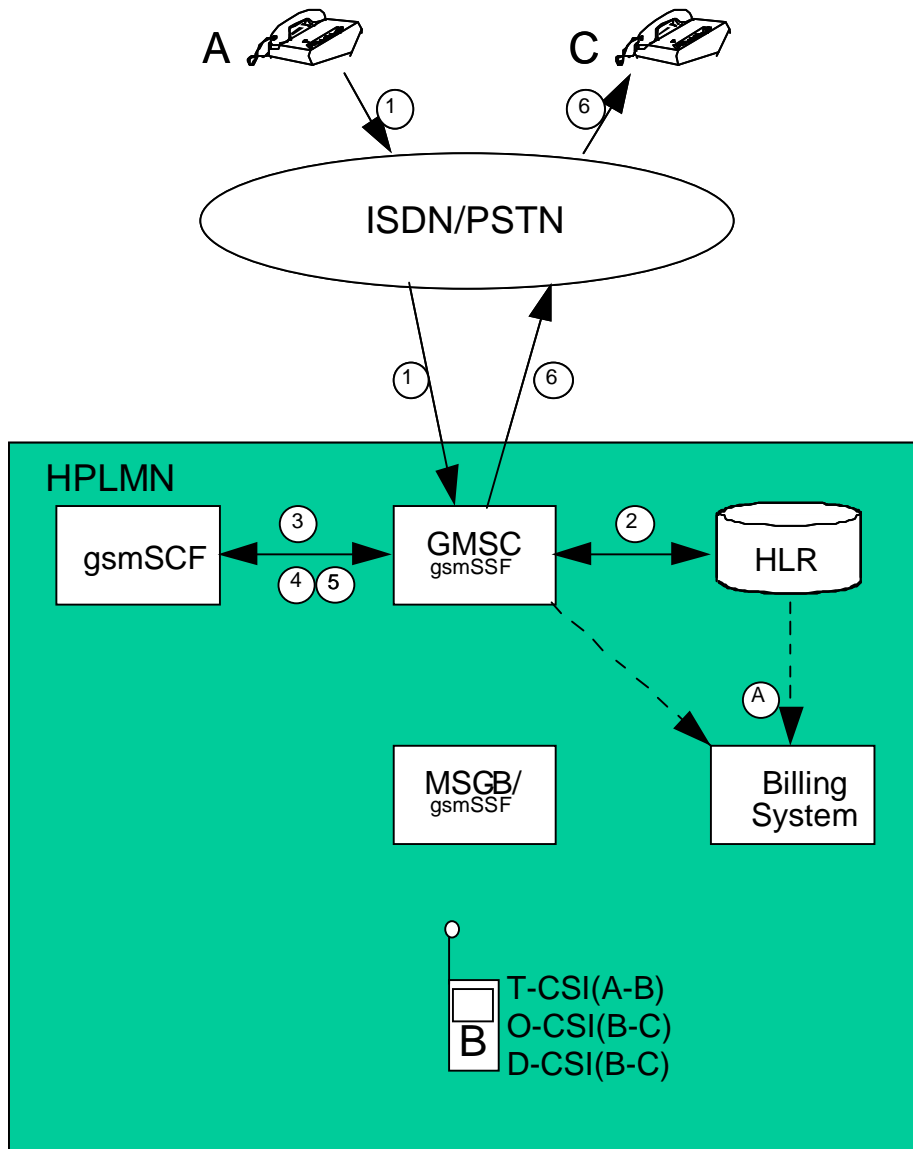 A
C
1
6
ISDN/PSTN
1
6
HPLMN
gsmSCF
3
4
5
GMSC
gsmSSF
2
HLR
A
MSCB/
gsmSSF
Billing
System
B
T-CSI(A-B)
O-CSI(B-C)
D-CSI(B-C)